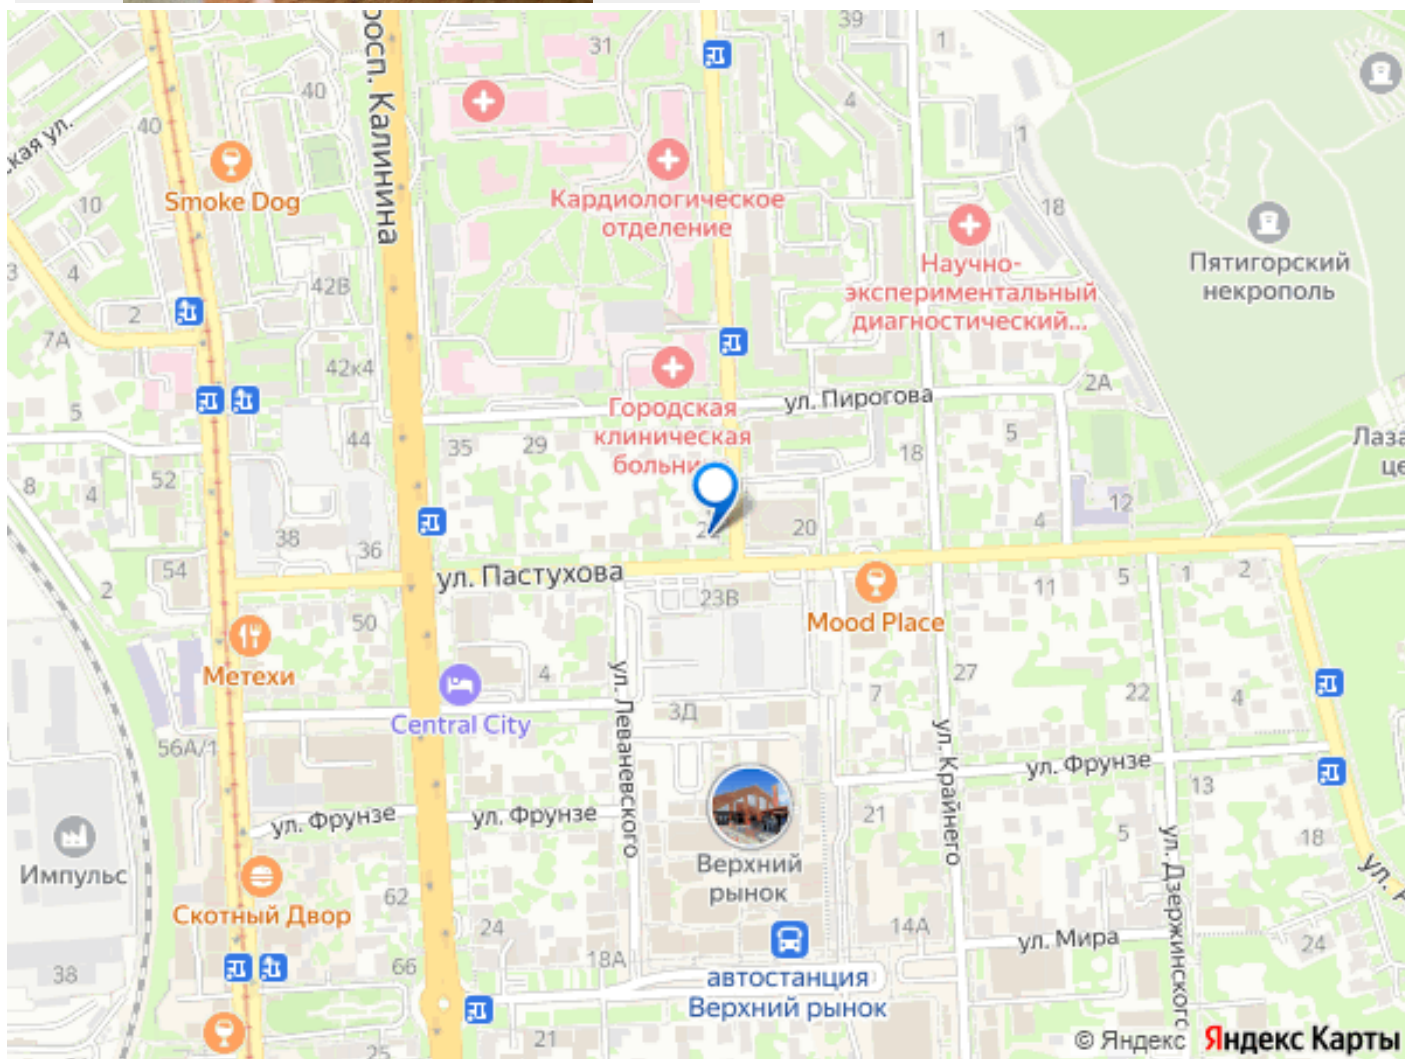 39
1
31
просп. Калинина
40
40
4
1
ская ул.
Smoke Dog
Кардиологическое
отделение
10
18
Научно-
экспериментальный
диагностический...
Пятигорский
некрополь
3
4
42В
2
7А
42к4
2А
ул. Пирогова
Городская
клиническая
5
44
35
29
18
5
Лаза
це
8
4
52
12
38
36
20
4
54
ул. Пастухова
2
23В
11
5
1
2
Mood Place
50
Метехи
4
27
7
22
4
ул. Леваневского
Central City
3Д
ул. Крайнего
56А/1
ул. Фрунзе
13
ул. Фрунзе
ул. Фрунзе
21
5
18
Импульс
Верхний
рынок
ул. Дзержинского
Скотный Двор
62
24
14А
ул. Мира
24
38
66
18А
автостанция
Верхний рынок
21
25
© Яндекс Яндекс Карты